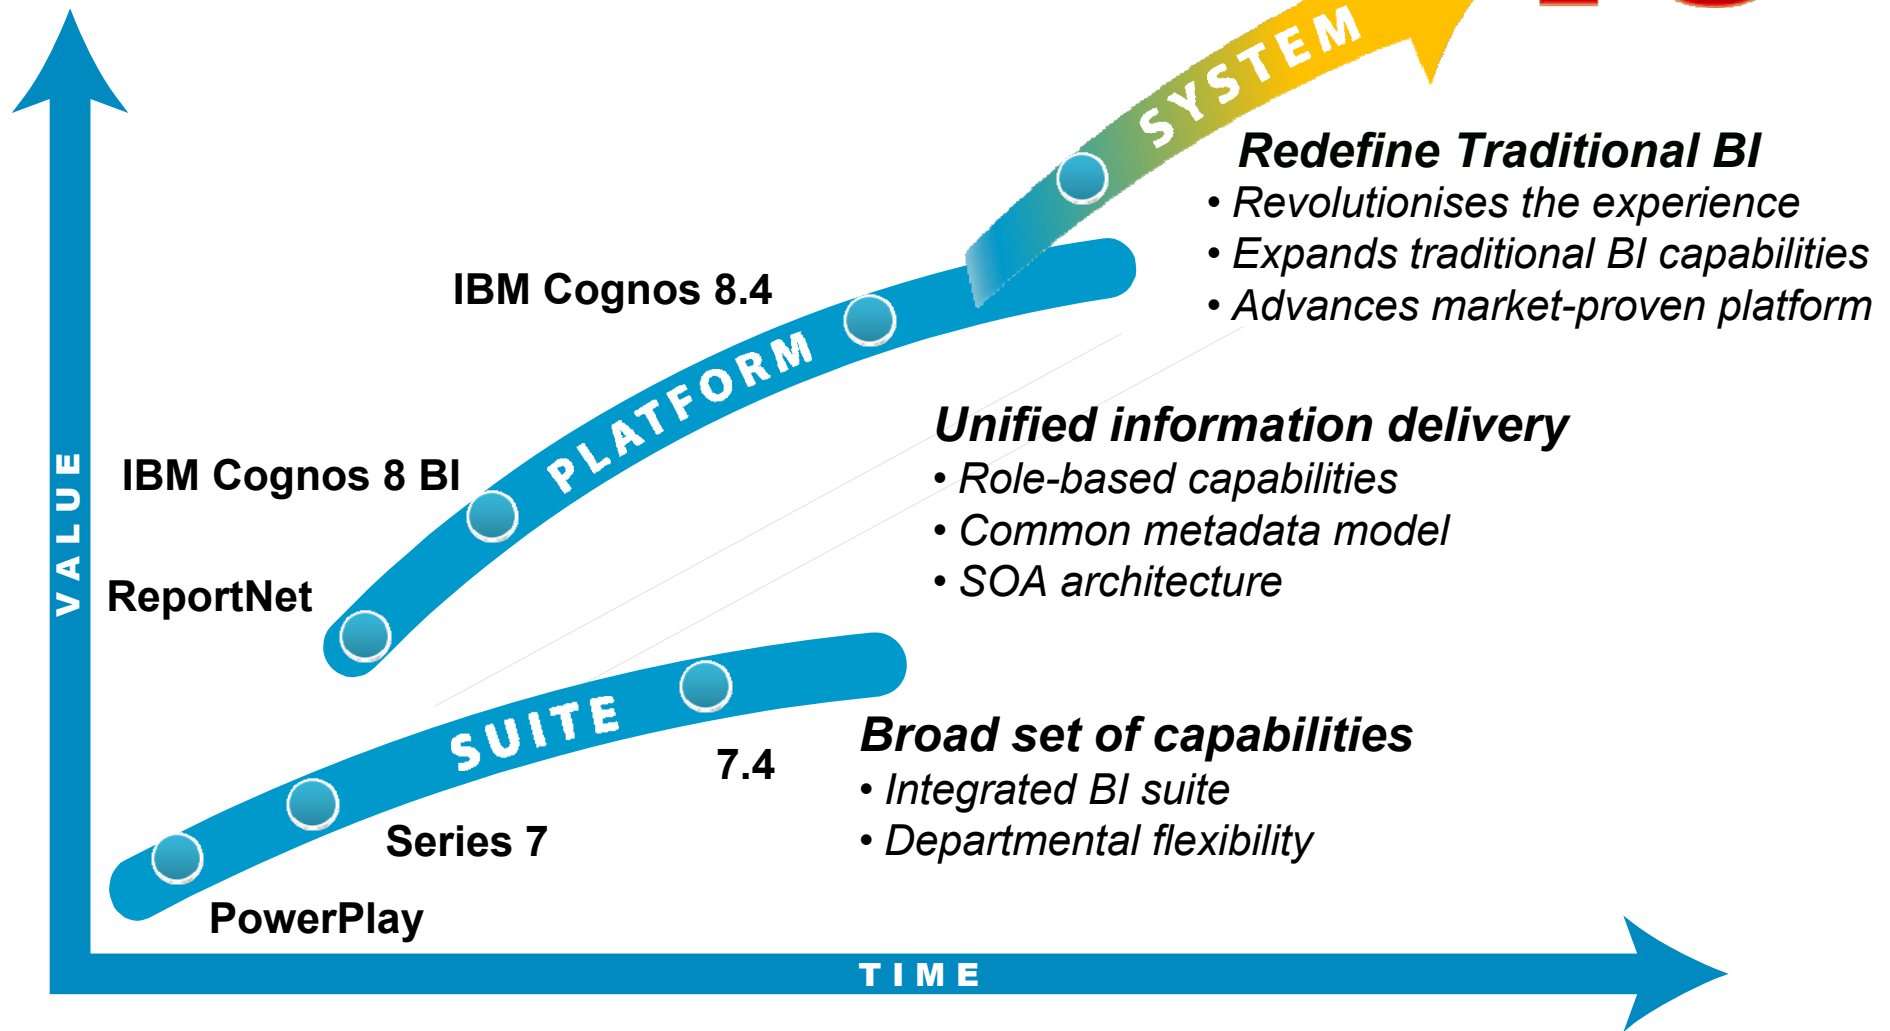 SYSTEM
Redefine Traditional BI
• Revolutionises the experience
• Expands traditional BI capabilities
• Advances market-proven platform
IBM Cognos 8.4
PLATFORM
Unified information delivery
• Role-based capabilities
• Common metadata model
• SOA architecture
IBM Cognos 8 BI
ReportNet
VALUE
SUITE
7.4
Broad set of capabilities
• Integrated BI suite
• Departmental flexibility
Series 7
PowerPlay
TIME